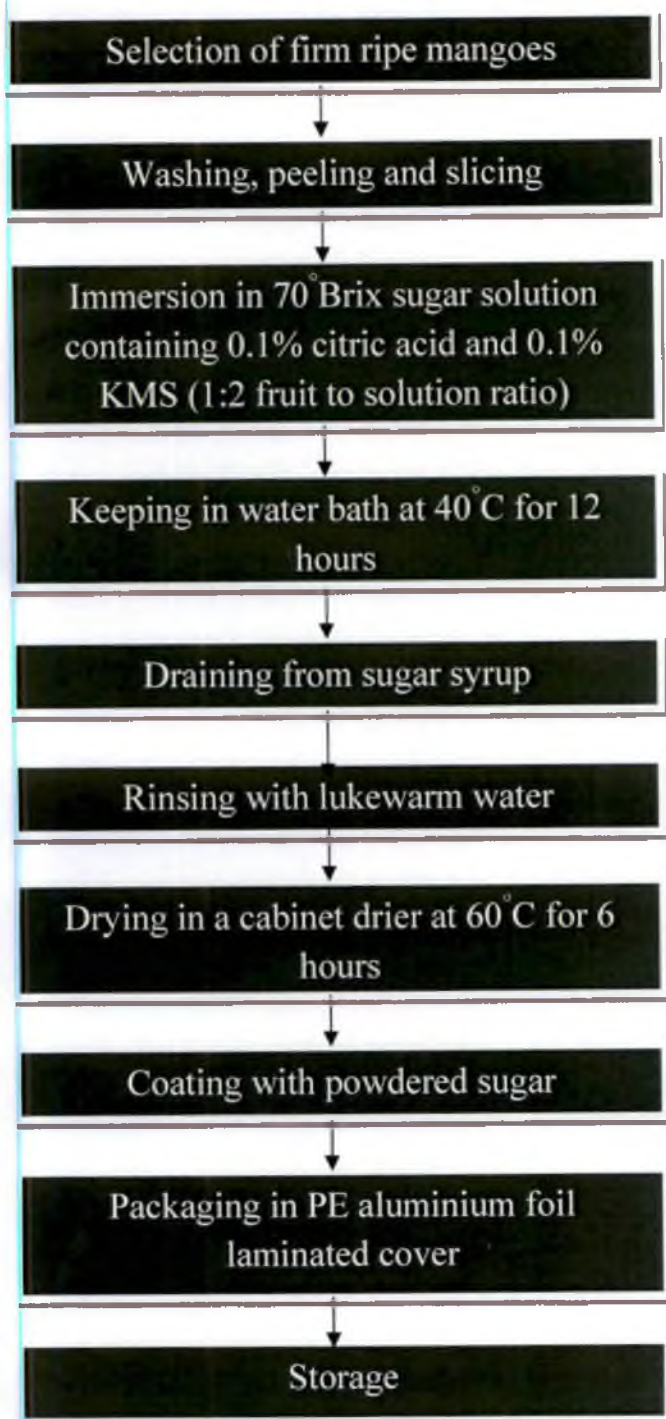 Selection of firm ripe mangoes
Washing, peeling and slicing
Immersion in 70°Brix sugar solution
containing 0.1% citric acid and 0.1%
KMS (1:2 fruit to solution ratio)
Keeping in water bath at 40°C for 12
hours
Draining from sugar syrup
Rinsing with lukewarm water
Drying in a cabinet drier at 60°C for 6
hours
Coating with powdered sugar
Packaging in PE aluminium foil
laminated cover
Storage